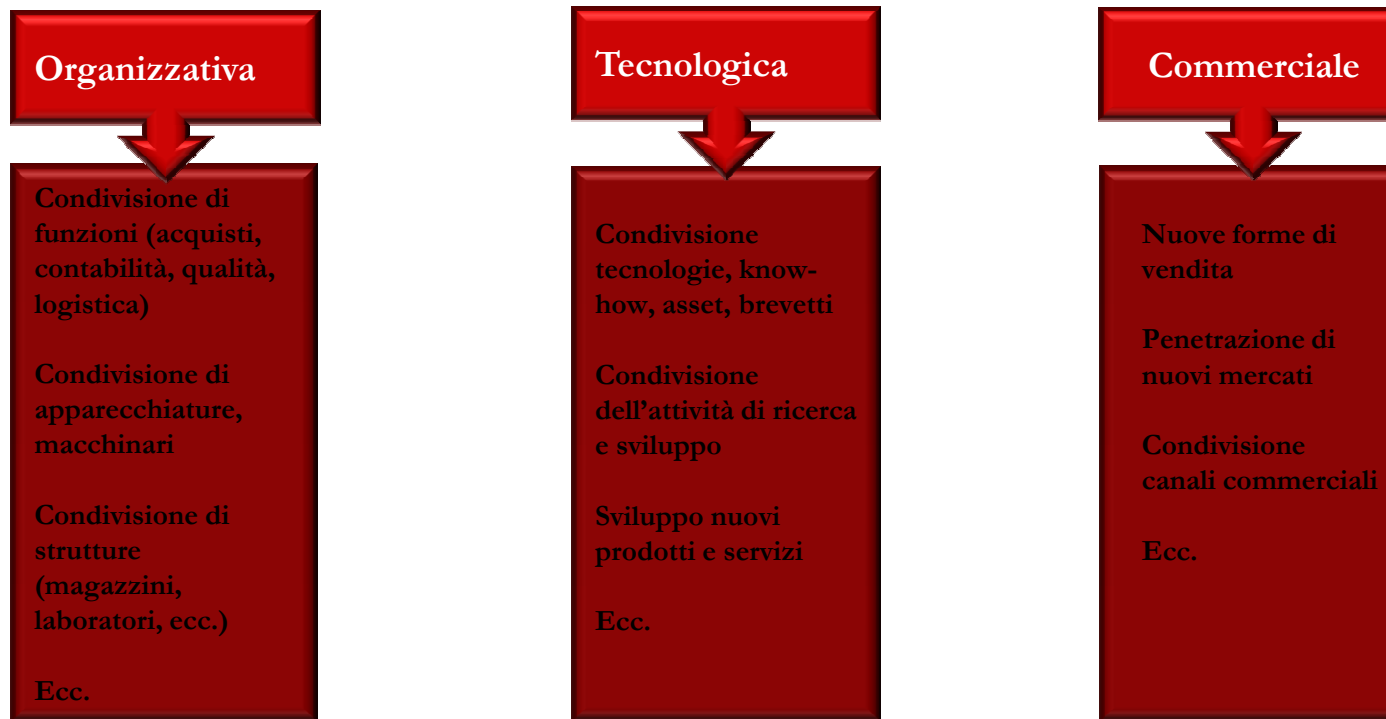 Organizzativa
Condivisione di
funzioni (acquisti,
contabilità, qualità,
logistica)
Condivisione di
apparecchiature,
macchinari
Condivisione di
strutture
(magazzini,
laboratori, ecc.)
Ecc.
Tecnologica
Condivisione
tecnologie, know-
how, asset, brevetti
Condivisione
dell’attività di ricerca
e sviluppo
Sviluppo nuovi
prodotti e servizi
Ecc.
Commerciale
Nuove forme di
vendita
Penetrazione di
nuovi mercati
Condivisione
canali commerciali
Ecc.